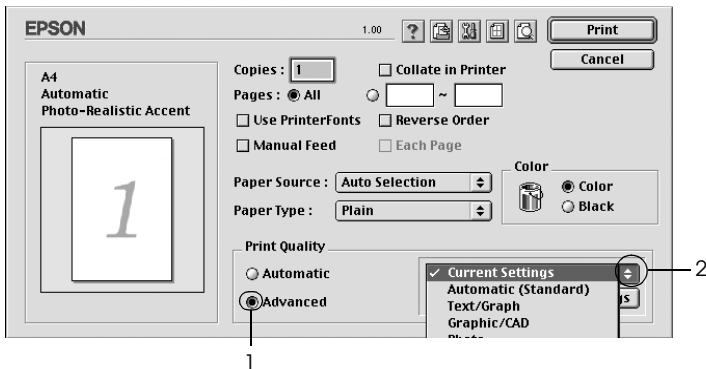 EPSON
1.00
?
Print
Cancel
A4
Automatic
Photo-Realistic Accent
1
Copies : 1
Collate in Printer
Pages : All
~
Use PrinterFonts
Reverse Order
Manual Feed
Each Page
Paper Source : Auto Selection
Paper Type : Plain
Color
Color
Black
Print Quality
Automatic
Advanced
✓ Current Settings
Automatic (Standard)
Text/Graph
Graphic/CAD
2
1